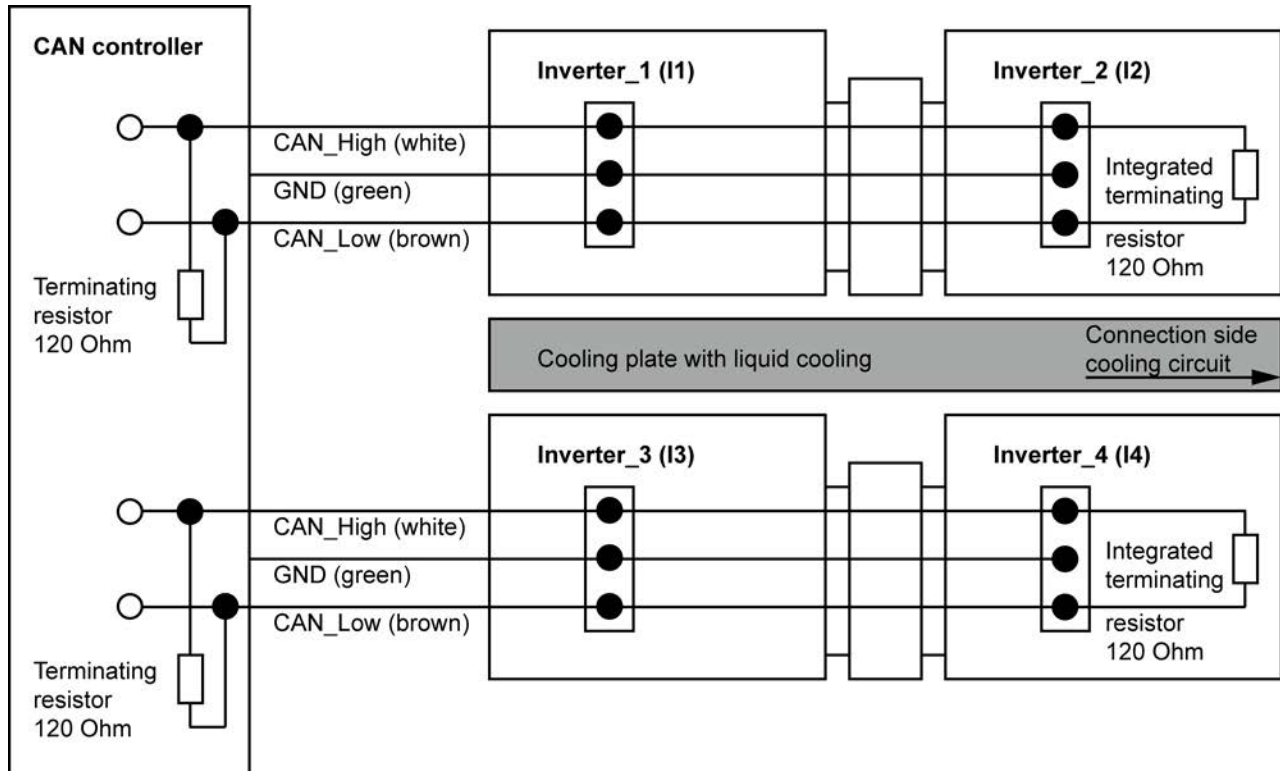 CAN controller
Inverter_1 (I1)
Inverter_2 (I2)
CAN_High (white)
GND (green)
CAN_Low (brown)
Integrated
terminating
resistor
120 Ohm
Terminating
resistor
120 Ohm
Cooling plate with liquid cooling
Connection side
cooling circuit
Inverter_3 (I3)
Inverter_4 (I4)
CAN_High (white)
GND (green)
CAN_Low (brown)
Integrated
terminating
resistor
120 Ohm
Terminating
resistor
120 Ohm